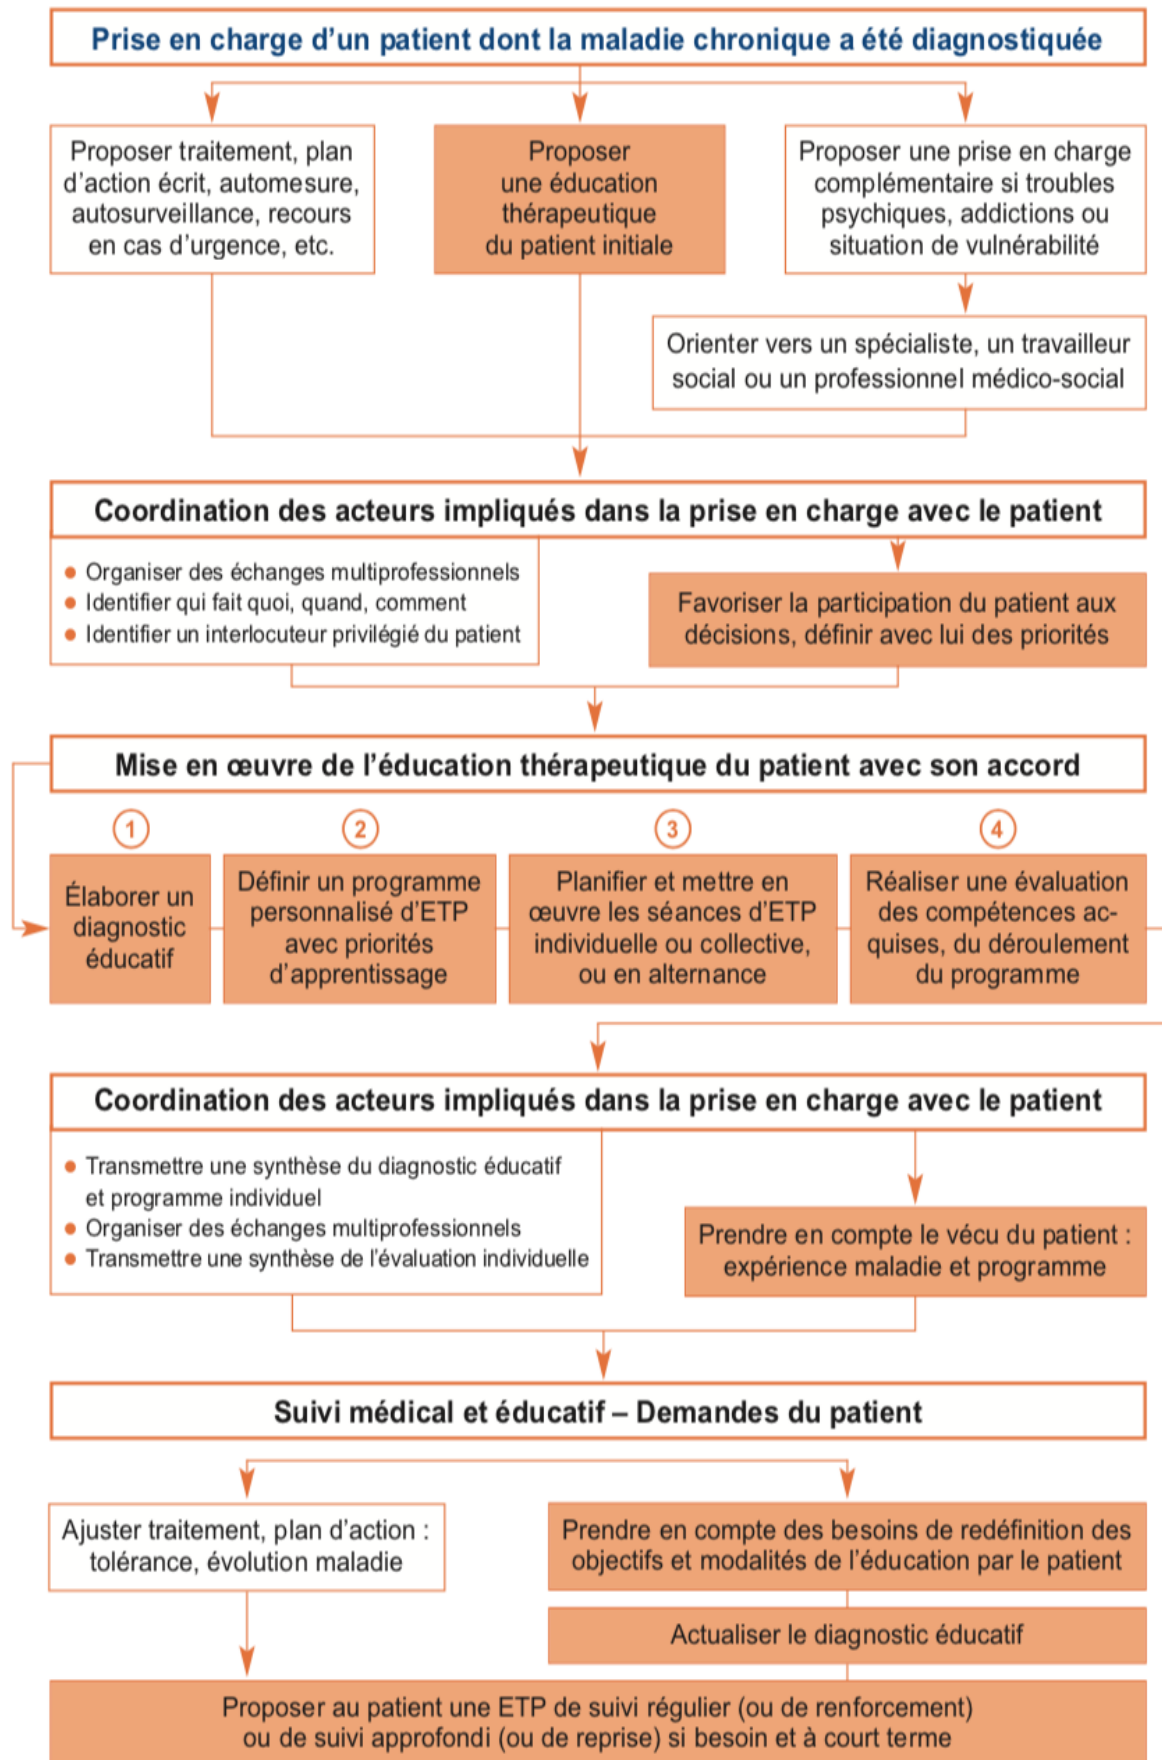 Prise en charge d’un patient dont la maladie chronique a été diagnostiquée
Proposer traitement, plan
d’action écrit, automesure,
autosurveillance, recours
en cas d’urgence, etc.
Proposer
une éducation
thérapeutique
du patient initiale
Proposer une prise en charge
complémentaire si troubles
psychiques, addictions ou
situation de vulnérabilité
Orienter vers un spécialiste, un travailleur
social ou un professionnel médico-social
Coordination des acteurs impliqués dans la prise en charge avec le patient
● Organiser des échanges multiprofessionnels
● Identifier qui fait quoi, quand, comment
● Identifier un interlocuteur privilégié du patient
Favoriser la participation du patient aux
décisions, définir avec lui des priorités
Mise en œuvre de l’éducation thérapeutique du patient avec son accord
1
Élaborer un
diagnostic
éducatif
2
Définir un programme
personnalisé d’ETP
avec priorités
d’apprentissage
3
Planifier et mettre en
œuvre les séances d’ETP
individuelle ou collective,
ou en alternance
4
Réaliser une évaluation
des compétences ac-
quises, du déroulement
du programme
Coordination des acteurs impliqués dans la prise en charge avec le patient
● Transmettre une synthèse du diagnostic éducatif
et programme individuel
● Organiser des échanges multiprofessionnels
● Transmettre une synthèse de l’évaluation individuelle
Prendre en compte le vécu du patient :
expérience maladie et programme
Suivi médical et éducatif – Demandes du patient
Ajuster traitement, plan d’action :
tolérance, évolution maladie
Prendre en compte des besoins de redéfinition des
objectifs et modalités de l’éducation par le patient
Actualiser le diagnostic éducatif
Proposer au patient une ETP de suivi régulier (ou de renforcement)
ou de suivi approfondi (ou de reprise) si besoin et à court terme